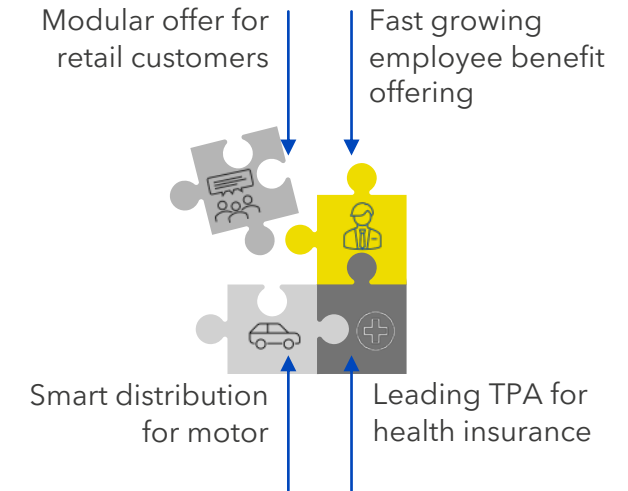 Modular offer for
retail customers
Fast growing
employee benefit
offering
Smart distribution
for motor
Leading TPA for
health insurance